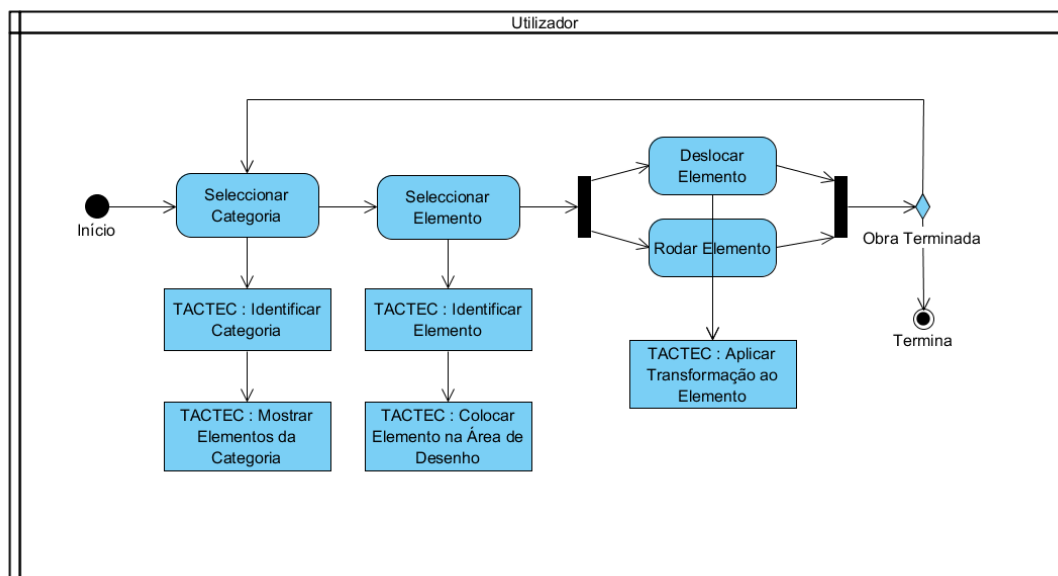 Utilizador
Início
Seleccionar
Categoria
Seleccionar
Elemento
Deslocar
Elemento
Rodar Elemento
Obra Terminada
Termina
TACTEC : Identificar
Categoria
TACTEC : Identificar
Elemento
TACTEC : Aplicar
Transformação ao
Elemento
TACTEC : Mostrar
Elementos da
Categoria
TACTEC : Colocar
Elemento na Área de
Desenho